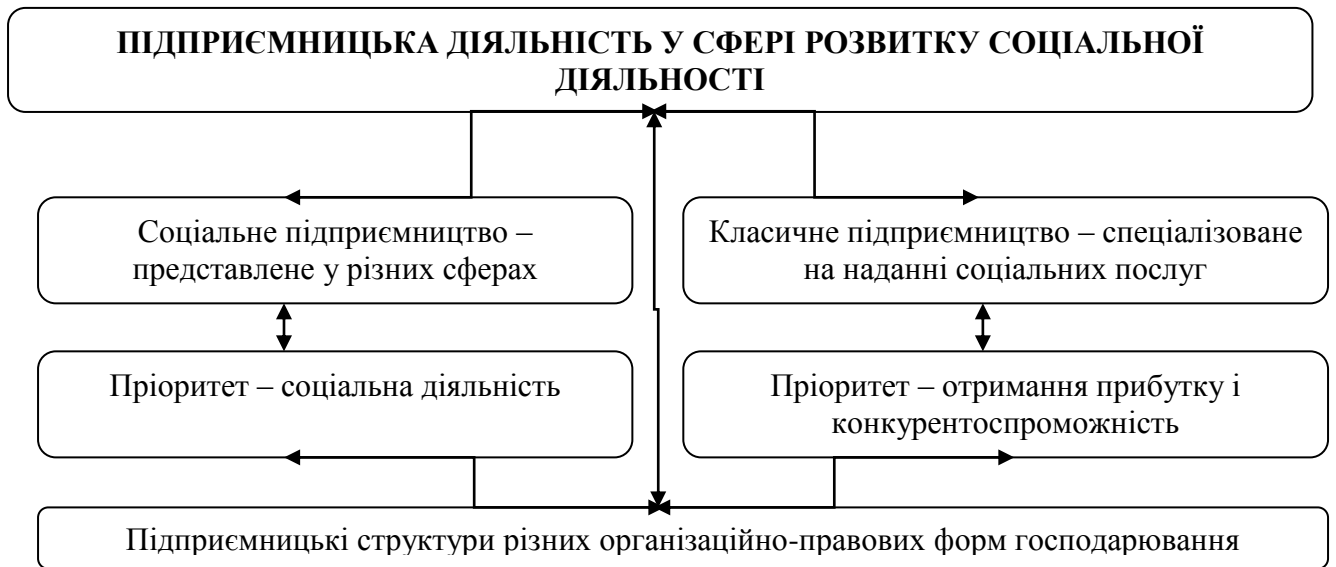 ПІДПРИЄМНИЦЬКА ДІЯЛЬНІСТЬ У СФЕРІ РОЗВИТКУ СОЦІАЛЬНОЇ
ДІЯЛЬНОСТІ
Соціальне підприємництво –
представлене у різних сферах
Класичне підприємництво – спеціалізоване
на наданні соціальних послуг
Пріоритет – соціальна діяльність
Пріоритет – отримання прибутку і
конкурентоспроможність
Підприємницькі структури різних організаційно-правових форм господарювання